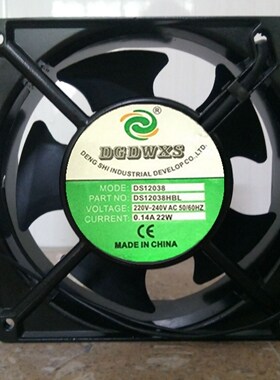 DGDWXS
DENG SHI INDUSTRIAL DEVELOP CO.,LTD.
MODE: DS12038
PART NO.: DS12038HBL
VOLTAGE: 220V-240V AC 50/60HZ
CURRENT: 0.14A 22W
CE
MADE IN CHINA